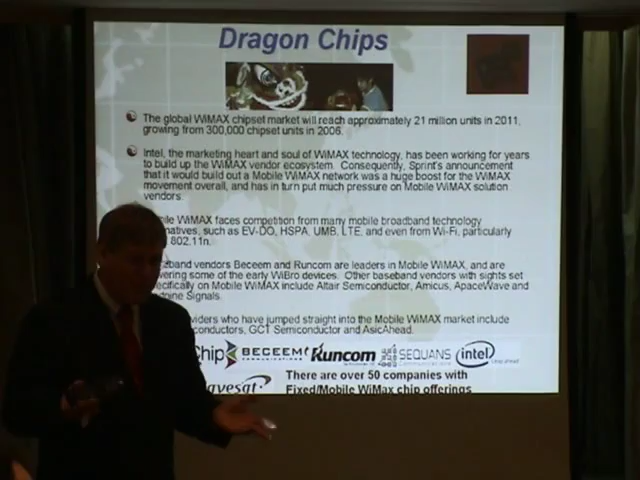 Dragon Chips
The global WiMAX chipset market will reach approximately 21 million units in 2011,
growing from 300,000 chipset units in 2006.
Intel, the marketing heart and soul of WiMAX technology, has been working for years
to build up the WiMAX vendor ecosystem. Consequently, Sprint's announcement
that it would build out a Mobile WiMAX network was a huge boost for the WiMAX
movement overall, and has in turn put much pressure on Mobile WiMAX solution
vendors.
WiMAX faces competition from many mobile broadband technology
natives, such as EV-DO, HSPA, UMB, LTE, and even from Wi-Fi, particularly
802.11n.
band vendors Beceem and Runcom are leaders in Mobile WiMAX, and are
vering some of the early WiBro devices. Other baseband vendors with sights set
ecifically on Mobile WiMAX include Altair Semiconductor, Amicus, ApaceWave and
Signals.
viders who have jumped straight into the Mobile WiMAX market include
conductors, GCT Semiconductor and AsicAhead.
Chip BECEEM COMMUNICATIONS Runcom SEQUANS intel Leap ahead
avesat
There are over 50 companies with
Fixed/Mobile WiMax chip offerings